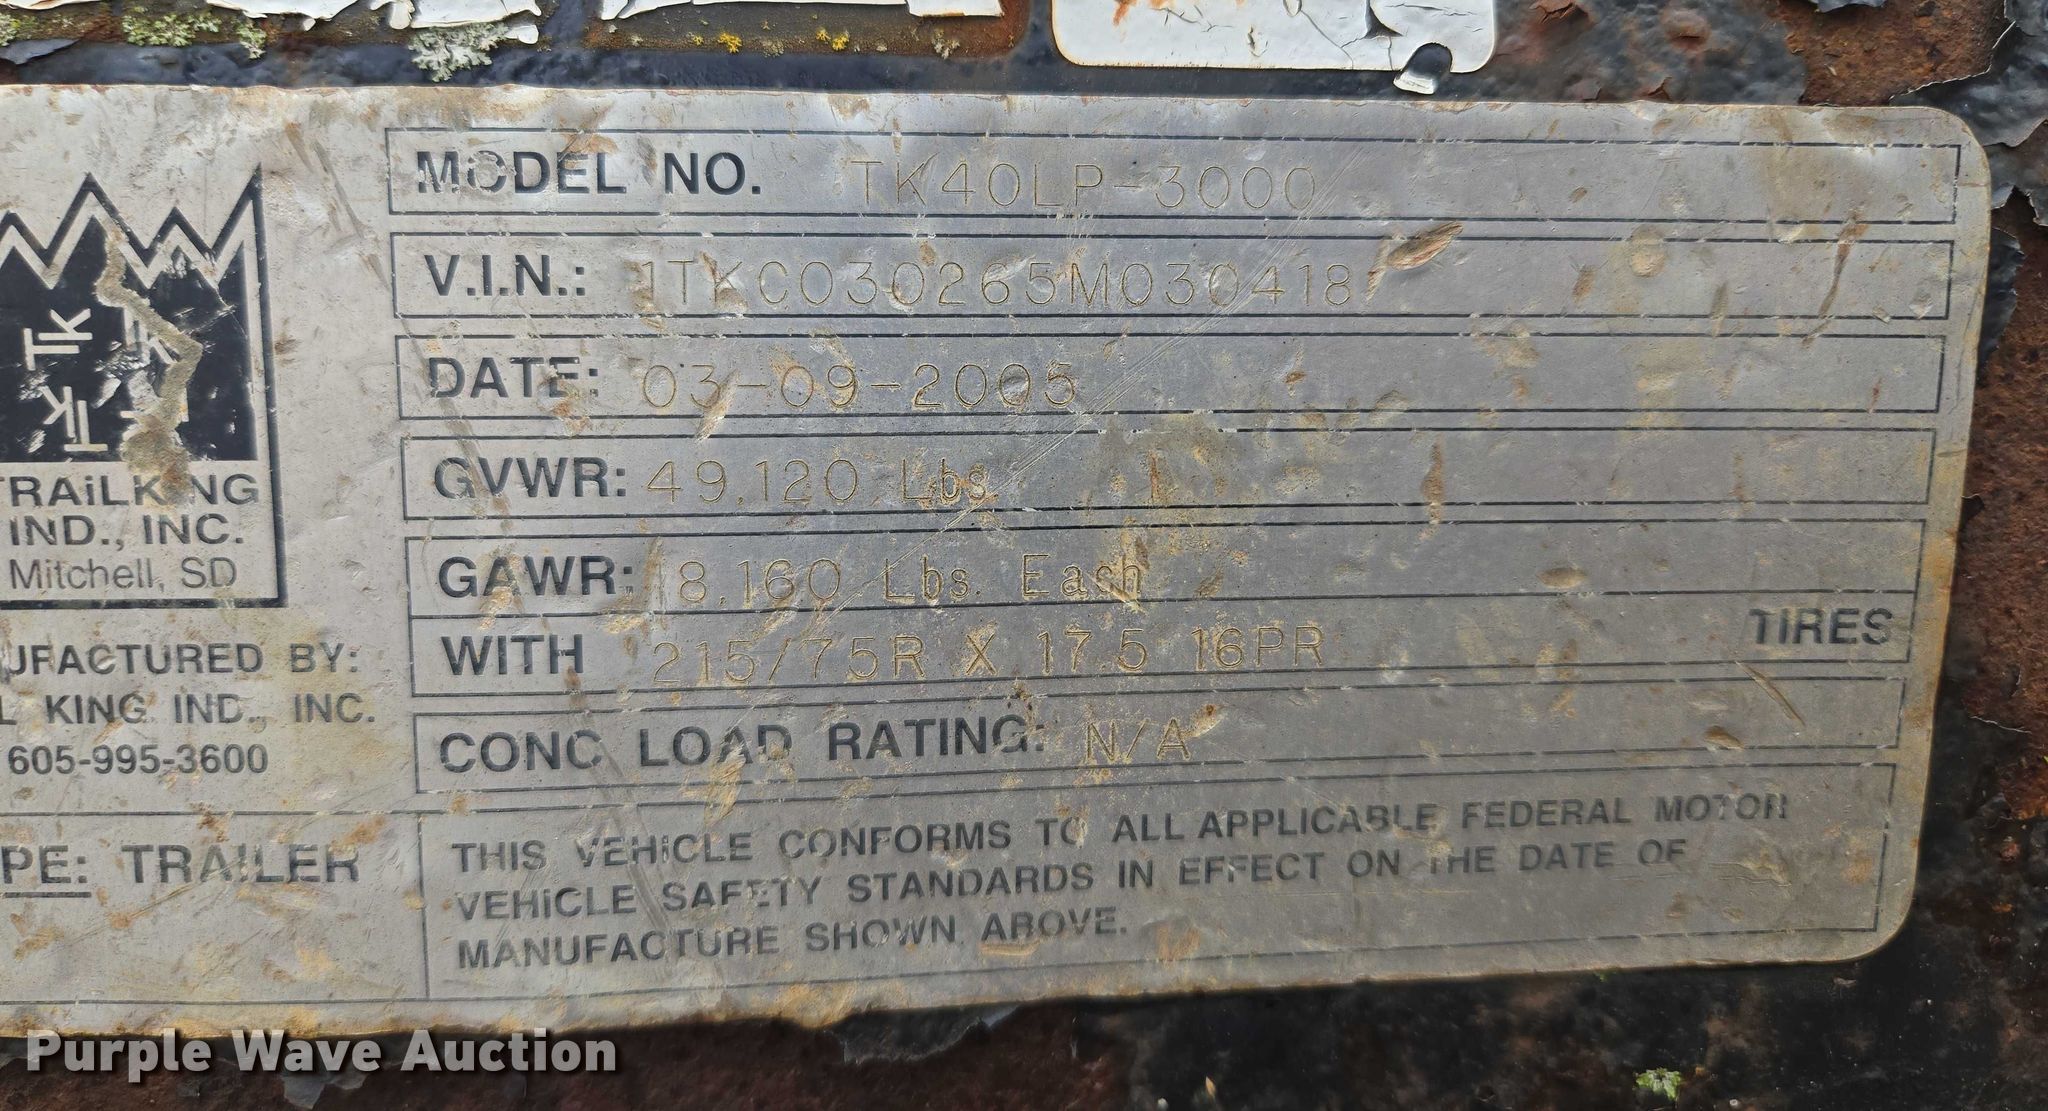 MODEL NO. TK40LP-3000
V.I.N.: 1TKC030265M030418
DATE: 03-09-2005
GVWR: 49,120 Lbs
GAWR: 18,160 Lbs. Each
WITH 215/75R X 17.5 16PR TIRES
CONC LOAD RATING: N/A
THIS VEHICLE CONFORMS TO ALL APPLICABLE FEDERAL MOTOR
VEHICLE SAFETY STANDARDS IN EFFECT ON THE DATE OF
MANUFACTURE SHOWN ABOVE.
TK
TK
TRAiLKiNG
IND., INC.
Mitchell, SD
UFACTURED BY:
L KING IND., INC.
605-995-3600
PE: TRAILER
Purple Wave Auction